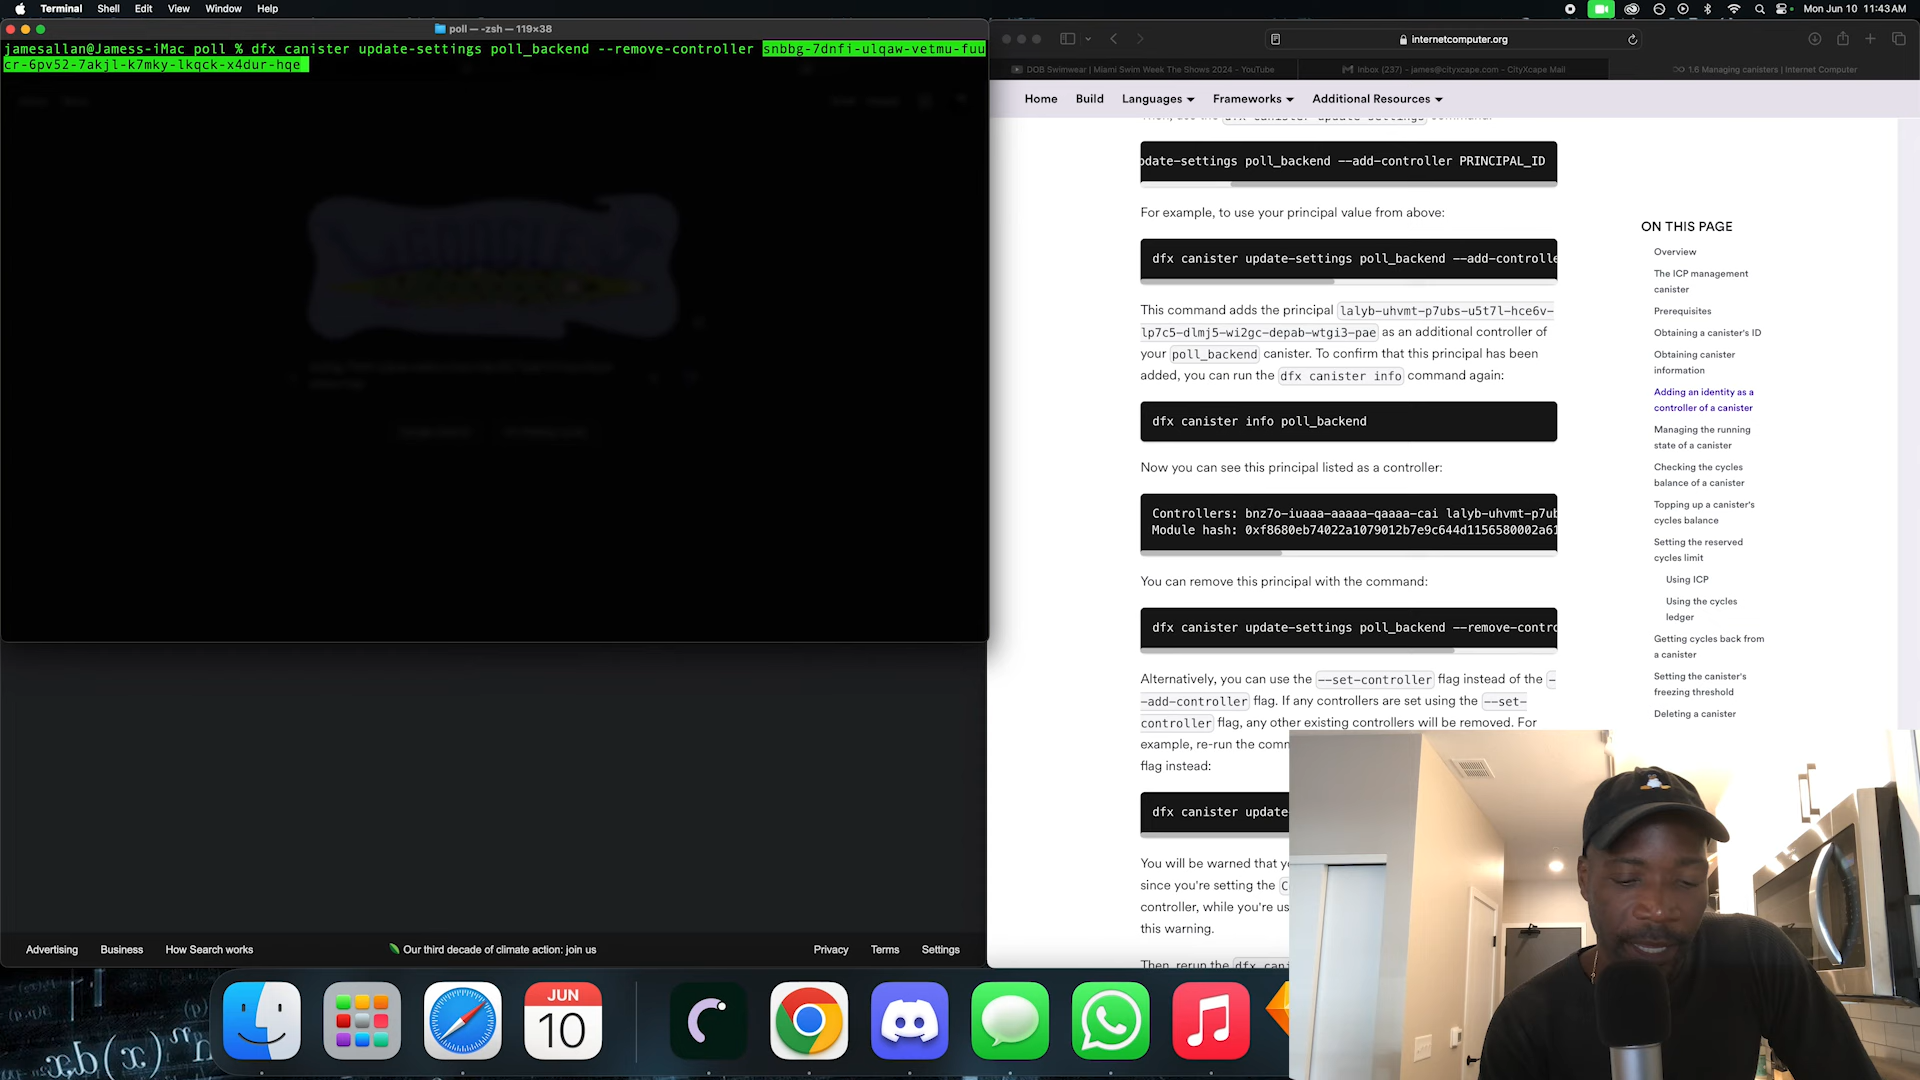 Terminal Shell Edit View Window Help
Mon Jun 10 11:43 AM
poll — -zsh — 119×38
jamesallan@Jamess-iMac poll % dfx canister update-settings poll_backend --remove-controller snbbg-7dnfi-ulqaw-vetmu-fuu
cr-6pv52-7akjl-k7mky-lkqck-x4dur-hqe
Advertising Business How Search works
Our third decade of climate action: join us
Privacy Terms Settings
internetcomputer.org
DOB Swimwear | Miami Swim Week The Shows 2024 - YouTube
Inbox (237) - james@cityxcape.com - CityXcape Mail
1.6 Managing canisters | Internet Computer
Home Build Languages Frameworks Additional Resources
pdate-settings poll_backend --add-controller PRINCIPAL_ID
For example, to use your principal value from above:
dfx canister update-settings poll_backend --add-controlle
This command adds the principal lalyb-uhvmt-p7ubs-u5t7l-hce6v-
lp7c5-dlmj5-wi2gc-depab-wtgi3-pae as an additional controller of
your poll_backend canister. To confirm that this principal has been
added, you can run the dfx canister info command again:
dfx canister info poll_backend
Now you can see this principal listed as a controller:
Controllers: bnz7o-iuaaa-aaaaa-qaaaa-cai lalyb-uhvmt-p7ub
Module hash: 0xf8680eb74022a1079012b7e9c644d1156580002a61
You can remove this principal with the command:
dfx canister update-settings poll_backend --remove-contro
Alternatively, you can use the --set-controller flag instead of the -
-add-controller flag. If any controllers are set using the --set-
controller flag, any other existing controllers will be removed. For
example, re-run the comm
flag instead:
dfx canister update-
You will be warned that y
since you're setting the C
controller, while you're us
this warning.
Then, rerun the dfx cani
ON THIS PAGE
Overview
The ICP management
canister
Prerequisites
Obtaining a canister's ID
Obtaining canister
information
Adding an identity as a
controller of a canister
Managing the running
state of a canister
Checking the cycles
balance of a canister
Topping up a canister's
cycles balance
Setting the reserved
cycles limit
Using ICP
Using the cycles
ledger
Getting cycles back from
a canister
Setting the canister's
freezing threshold
Deleting a canister
JUN
10